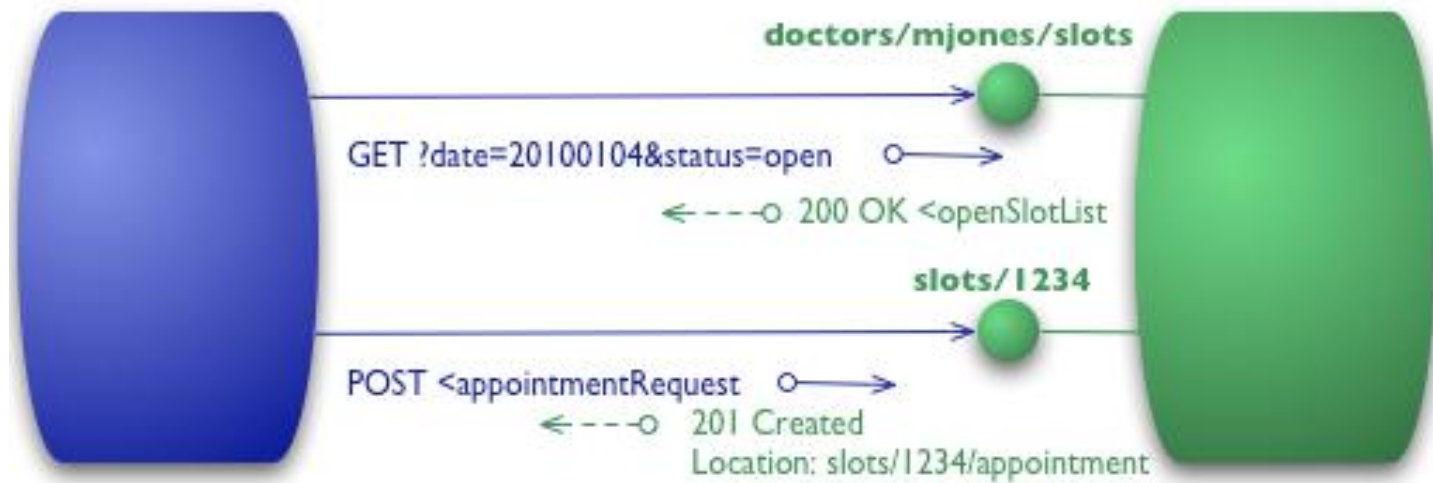 doctors/mjones/slots
GET ?date=20100104&status=open
200 OK <openSlotList
slots/1234
POST <appointmentRequest
201 Created
Location: slots/1234/appointment